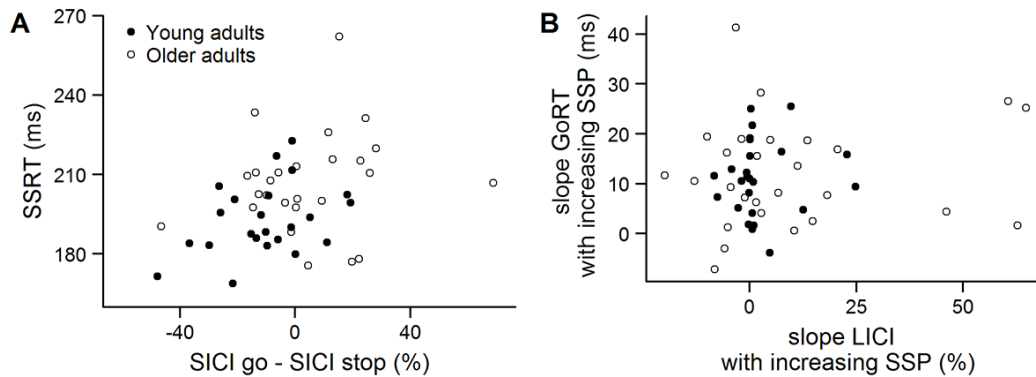 A
Young adults
Older adults
SSRT (ms)
270
240
210
180
-40
0
40
SICI go - SICI stop (%)
B
slope GoRT
with increasing SSP (ms)
40
30
20
10
0
0
25
50
slope LICI
with increasing SSP (%)